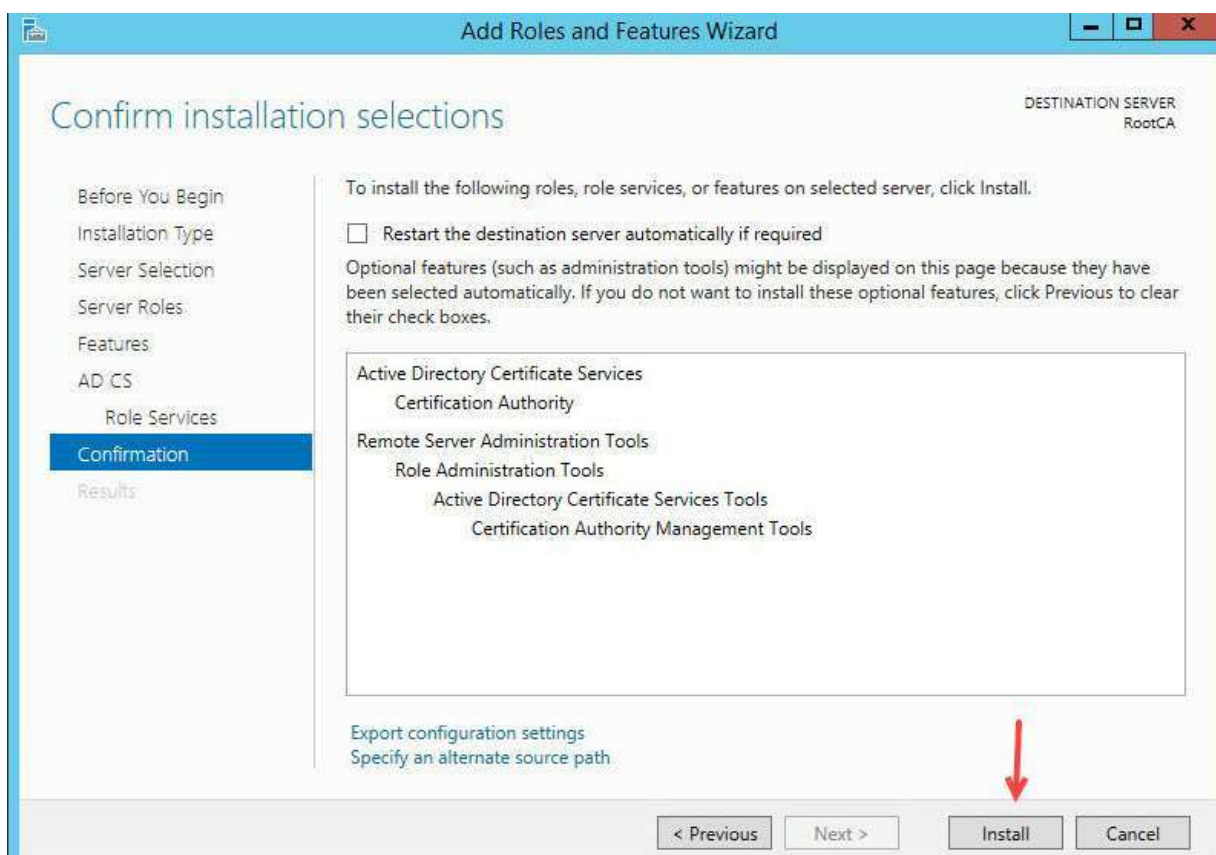 Add Roles and Features Wizard
Confirm installation selections
DESTINATION SERVER
RootCA
Before You Begin
Installation Type
Server Selection
Server Roles
Features
AD CS
Role Services
Confirmation
Results
To install the following roles, role services, or features on selected server, click Install.
Restart the destination server automatically if required
Optional features (such as administration tools) might be displayed on this page because they have
been selected automatically. If you do not want to install these optional features, click Previous to clear
their check boxes.
Active Directory Certificate Services
Certification Authority
Remote Server Administration Tools
Role Administration Tools
Active Directory Certificate Services Tools
Certification Authority Management Tools
Export configuration settings
Specify an alternate source path
< Previous
Next >
Install
Cancel